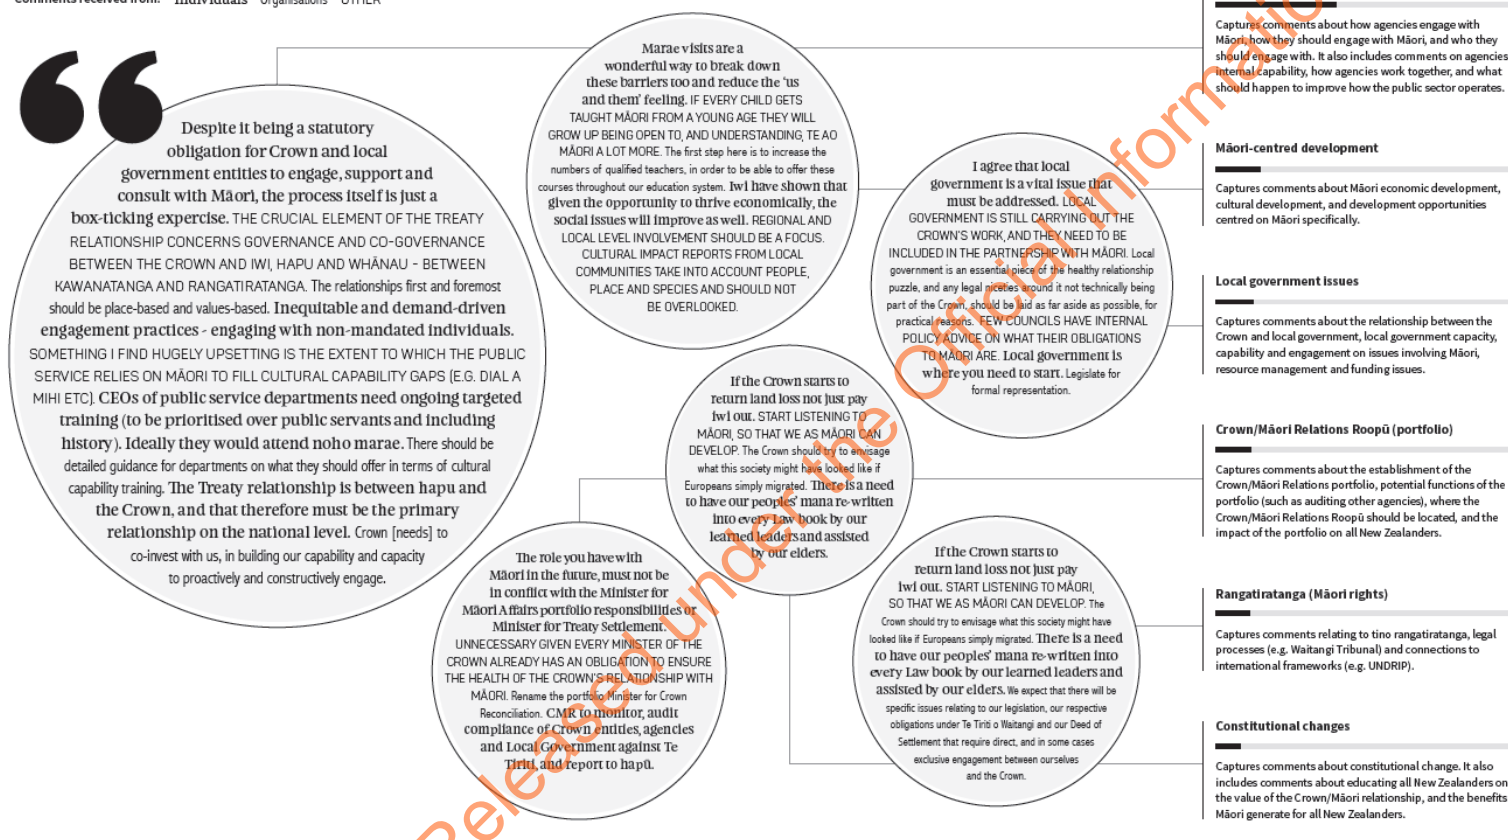 Comments received from: Individuals Organisations OTHER
Despite it being a statutory
obligation for Crown and local
government entities to engage, support and
consult with Māori, the process itself is just a
box-ticking expercise. THE CRUCIAL ELEMENT OF THE TREATY
RELATIONSHIP CONCERNS GOVERNANCE AND CO-GOVERNANCE
BETWEEN THE CROWN AND IWI, HAPU AND WHĀNAU - BETWEEN
KAWANATANGA AND RANGATIRATANGA. The relationships first and foremost
should be place-based and values-based. Inequitable and demand-driven
engagement practices - engaging with non-mandated individuals.
SOMETHING I FIND HUGELY UPSETTING IS THE EXTENT TO WHICH THE PUBLIC
SERVICE RELIES ON MĀORI TO FILL CULTURAL CAPABILITY GAPS (E.G. DIAL A
MIHI ETC). CEOs of public service departments need ongoing targeted
training (to be prioritised over public servants and including
history). Ideally they would attend noho marae. There should be
detailed guidance for departments on what they should offer in terms of cultural
capability training. The Treaty relationship is between hapu and
the Crown, and that therefore must be the primary
relationship on the national level. Crown [needs] to
co-invest with us, in building our capability and capacity
to proactively and constructively engage.
Marae visits are a
wonderful way to break down
these barriers too and reduce the 'us
and them' feeling. IF EVERY CHILD GETS
TAUGHT MĀORI FROM A YOUNG AGE THEY WILL
GROW UP BEING OPEN TO, AND UNDERSTANDING, TE AO
MĀORI A LOT MORE. The first step here is to increase the
numbers of qualified teachers, in order to be able to offer these
courses throughout our education system. Iwi have shown that
given the opportunity to thrive economically, the
social issues will improve as well. REGIONAL AND
LOCAL LEVEL INVOLVEMENT SHOULD BE A FOCUS.
CULTURAL IMPACT REPORTS FROM LOCAL
COMMUNITIES TAKE INTO ACCOUNT PEOPLE,
PLACE AND SPECIES AND SHOULD NOT
BE OVERLOOKED.
I agree that local
government is a vital issue that
must be addressed. LOCAL
GOVERNMENT IS STILL CARRYING OUT THE
CROWN'S WORK, AND THEY NEED TO BE
INCLUDED IN THE PARTNERSHIP WITH MĀORI. Local
government is an essential piece of the healthy relationship
puzzle, and any legal niceties around it not technically being
part of the Crown, should be laid as far aside as possible, for
practical reasons. FEW COUNCILS HAVE INTERNAL
POLICY ADVICE ON WHAT THEIR OBLIGATIONS
TO MĀORI ARE. Local government is
where you need to start. Legislate for
formal representation.
If the Crown starts to
return land loss not just pay
iwi out. START LISTENING TO
MĀORI, SO THAT WE AS MĀORI CAN
DEVELOP. The Crown should try to envisage
what this society might have looked like if
Europeans simply migrated. There is a need
to have our peoples' mana re-written
into every Law book by our
learned leaders and assisted
by our elders.
The role you have with
Māori in the future, must not be
in conflict with the Minister for
Māori Affairs portfolio responsibilities or
Minister for Treaty Settlement.
UNNECESSARY GIVEN EVERY MINISTER OF THE
CROWN ALREADY HAS AN OBLIGATION TO ENSURE
THE HEALTH OF THE CROWN'S RELATIONSHIP WITH
MĀORI. Rename the portfolio Minister for Crown
Reconciliation. CMR to monitor, audit
compliance of Crown entities, agencies
and Local Government against Te
Tiriti, and report to hapū.
If the Crown starts to
return land loss not just pay
iwi out. START LISTENING TO MĀORI,
SO THAT WE AS MĀORI CAN DEVELOP. The
Crown should try to envisage what this society might have
looked like if Europeans simply migrated. There is a need
to have our peoples' mana re-written into
every Law book by our learned leaders and
assisted by our elders. We expect that there will be
specific issues relating to our legislation, our respective
obligations under Te Tiriti o Waitangi and our Deed of
Settlement that require direct, and in some cases
exclusive engagement between ourselves
and the Crown.
Captures comments about how agencies engage with
Māori, how they should engage with Māori, and who they
should engage with. It also includes comments on agencies
internal capability, how agencies work together, and what
should happen to improve how the public sector operates.
Māori-centred development
Captures comments about Māori economic development,
cultural development, and development opportunities
centred on Māori specifically.
Local government issues
Captures comments about the relationship between the
Crown and local government, local government capacity,
capability and engagement on issues involving Māori,
resource management and funding issues.
Crown/Māori Relations Roopū (portfolio)
Captures comments about the establishment of the
Crown/Māori Relations portfolio, potential functions of the
portfolio (such as auditing other agencies), where the
Crown/Māori Relations Roopū should be located, and the
impact of the portfolio on all New Zealanders.
Rangatiratanga (Māori rights)
Captures comments relating to tino rangatiratanga, legal
processes (e.g. Waitangi Tribunal) and connections to
international frameworks (e.g. UNDRIP).
Constitutional changes
Captures comments about constitutional change. It also
includes comments about educating all New Zealanders on
the value of the Crown/Māori relationship, and the benefits
Māori generate for all New Zealanders.
Released under the Official Informatio